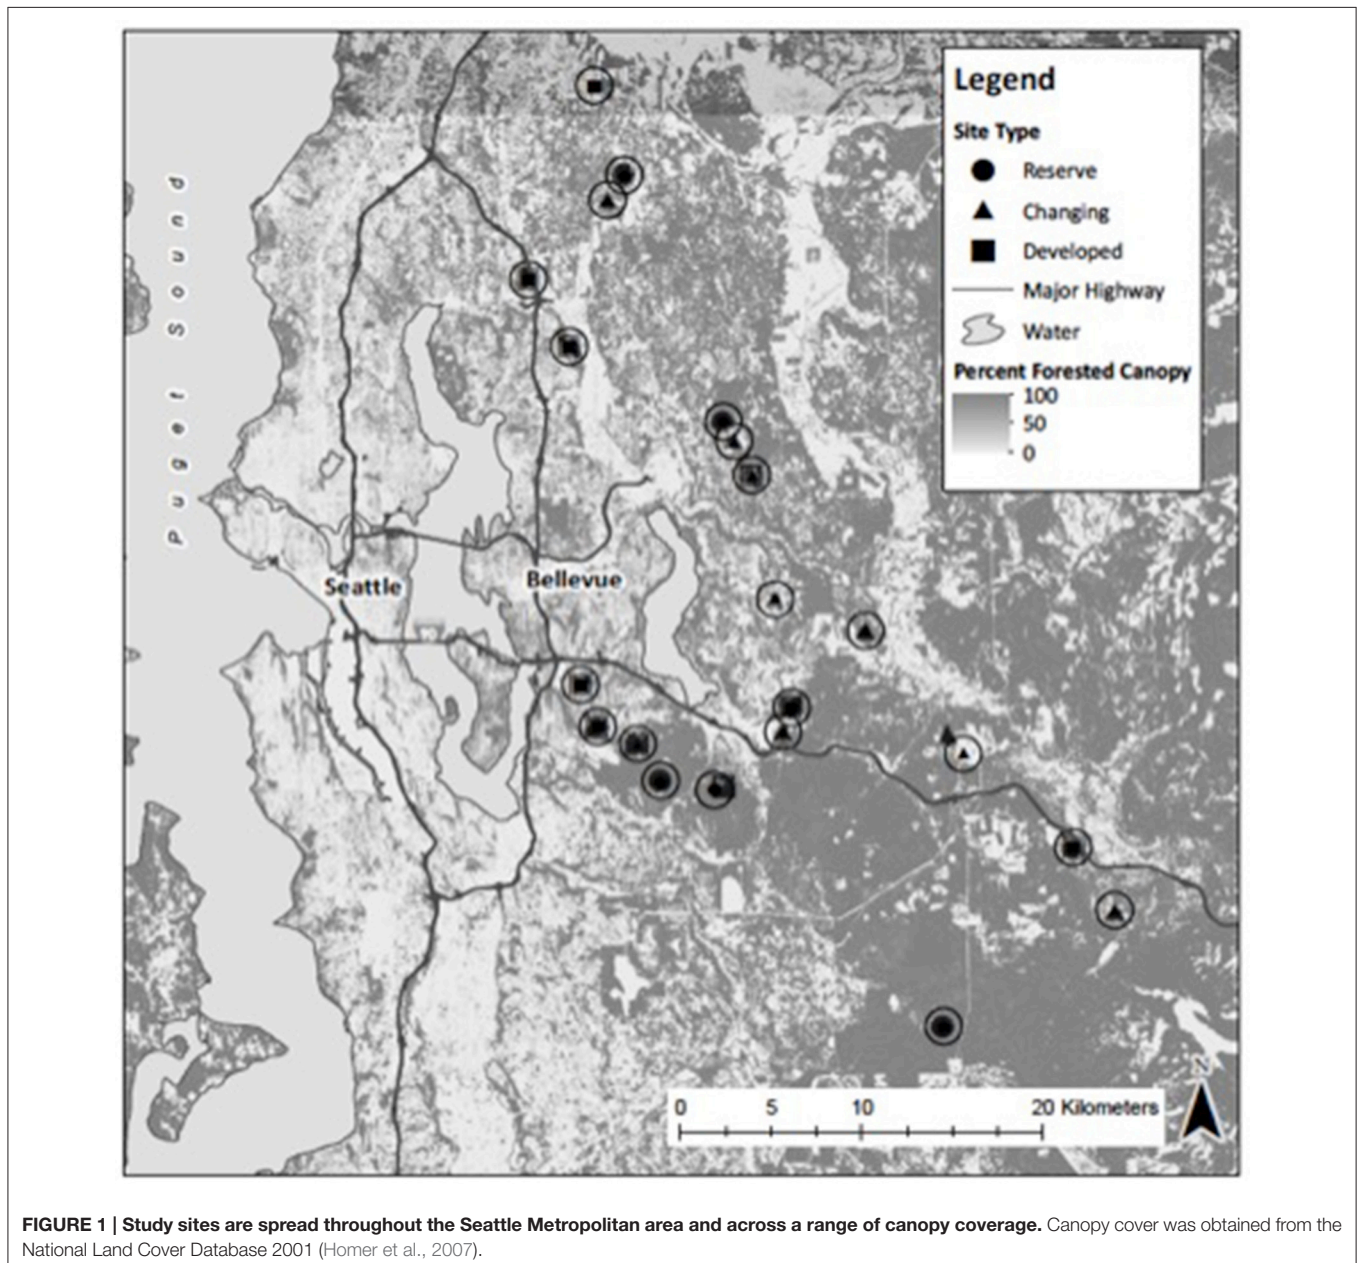 Legend
Site Type
Reserve
Changing
Developed
Major Highway
Water
Percent Forested Canopy
100
50
0
Puget Sound
Seattle
Bellevue
N
0 5 10 20 Kilometers
FIGURE 1 | Study sites are spread throughout the Seattle Metropolitan area and across a range of canopy coverage. Canopy cover was obtained from the
National Land Cover Database 2001 (Homer et al., 2007).